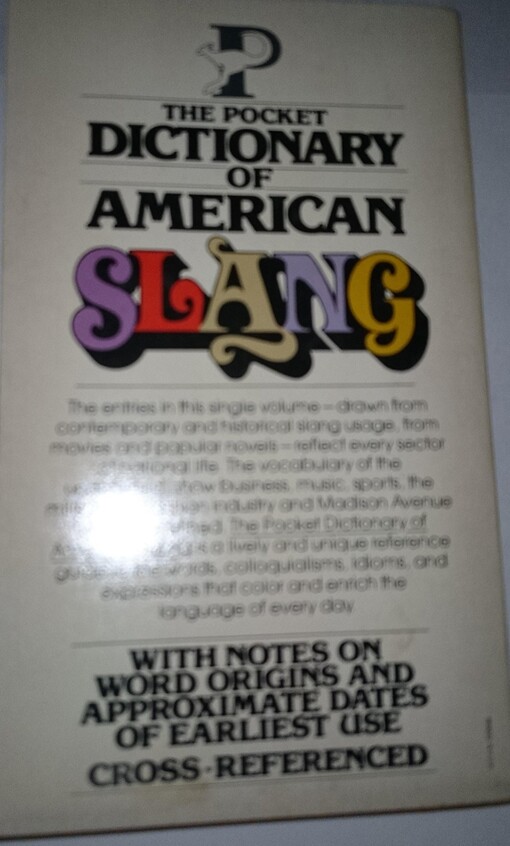 P
THE POCKET
DICTIONARY
OF
AMERICAN
SLANG
The entries in this single volume – drawn from
contemporary and historical slang usage, from
movies and popular novels – reflect every sector
of national life. The vocabulary of the
show business, music, sports, the
industry and Madison Avenue
The Pocket Dictionary of
is a lively and unique reference
the words, colloquialisms, idioms, and
expressions that color and enrich the
language of every day
WITH NOTES ON
WORD ORIGINS AND
APPROXIMATE DATES
OF EARLIEST USE
CROSS-REFERENCED